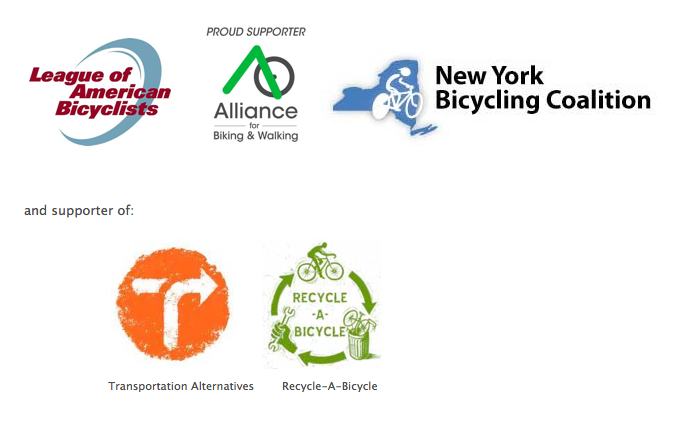 PROUD SUPPORTER
League of
American
Bicyclists
Alliance
for
Biking & Walking
New York
Bicycling Coalition
and supporter of:
RECYCLE
-A-
BICYCLE
Transportation Alternatives
Recycle-A-Bicycle